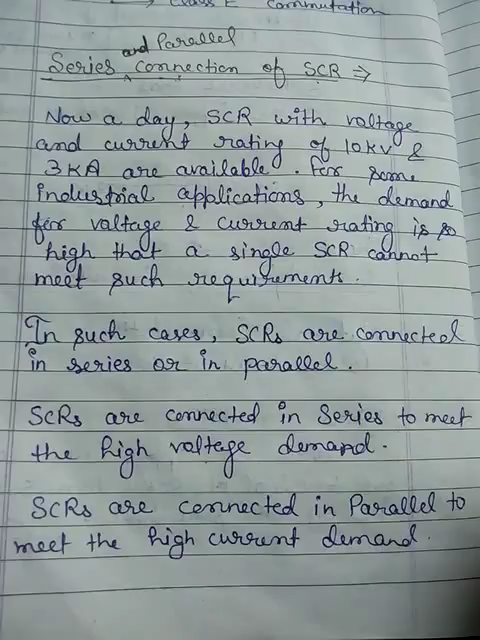 → Class E Commutation
Series and Parallel connection of SCR ⇒
Now a day, SCR with voltage
and current rating of 10KV &
3KA are available. For some
industrial applications, the demand
for voltage & current rating is so
high that a single SCR cannot
meet such requirements.
In such cases, SCRs are connected
in series or in parallel.
SCRs are connected in Series to meet
the high voltage demand.
SCRs are connected in Parallel to
meet the high current demand.